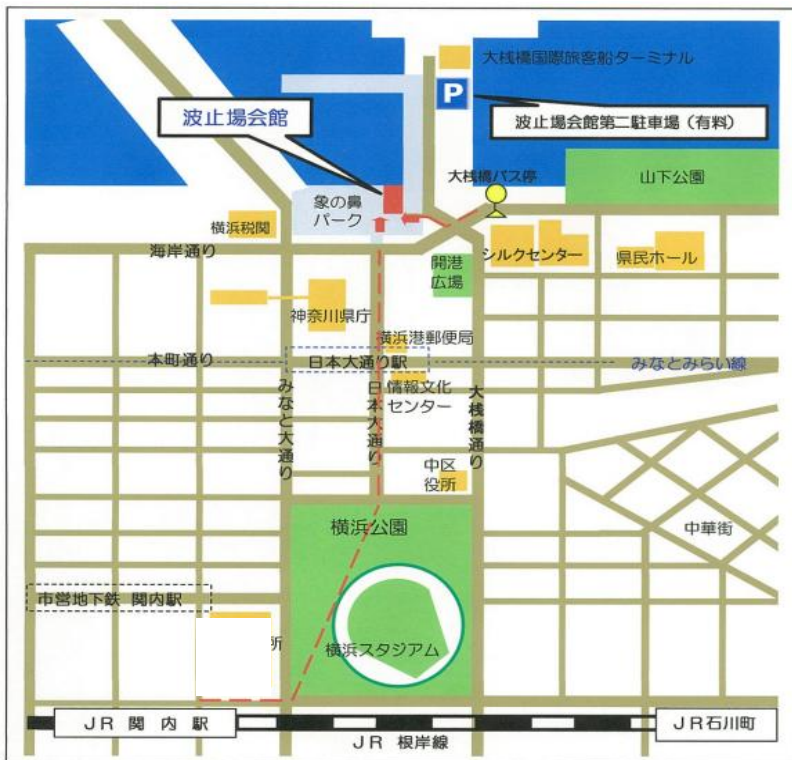 大桟橋国際旅客船ターミナル
P
波止場会館
波止場会館第二駐車場（有料）
大桟橋バス停
山下公園
象の鼻
パーク
横浜税関
海岸通り
シルクセンター
県民ホール
開港
広場
神奈川県庁
横浜港郵便局
本町通り
日本大通り駅
みなとみらい線
情報文化
センター
みなと大通り
日本大通り
大桟橋通り
中区
役所
横浜公園
中華街
市営地下鉄 関内駅
所
横浜スタジアム
JR 関内駅
JR石川町
JR 根岸線